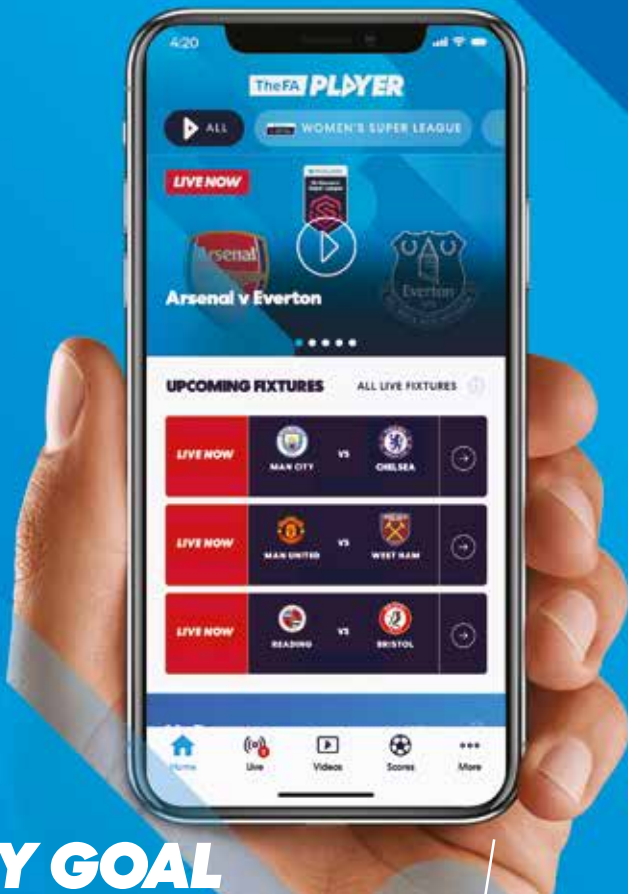 4:20
TheFA PLAYER
ALL
WOMEN'S SUPER LEAGUE
LIVE NOW
Arsenal
Everton
Arsenal v Everton
UPCOMING FIXTURES
ALL LIVE FIXTURES
LIVE NOW
MAN CITY
VS
CHELSEA
LIVE NOW
MAN UNITED
VS
WEST HAM
LIVE NOW
READING
VS
BRISTOL
Home
Live
Videos
Scores
More
Y GOAL